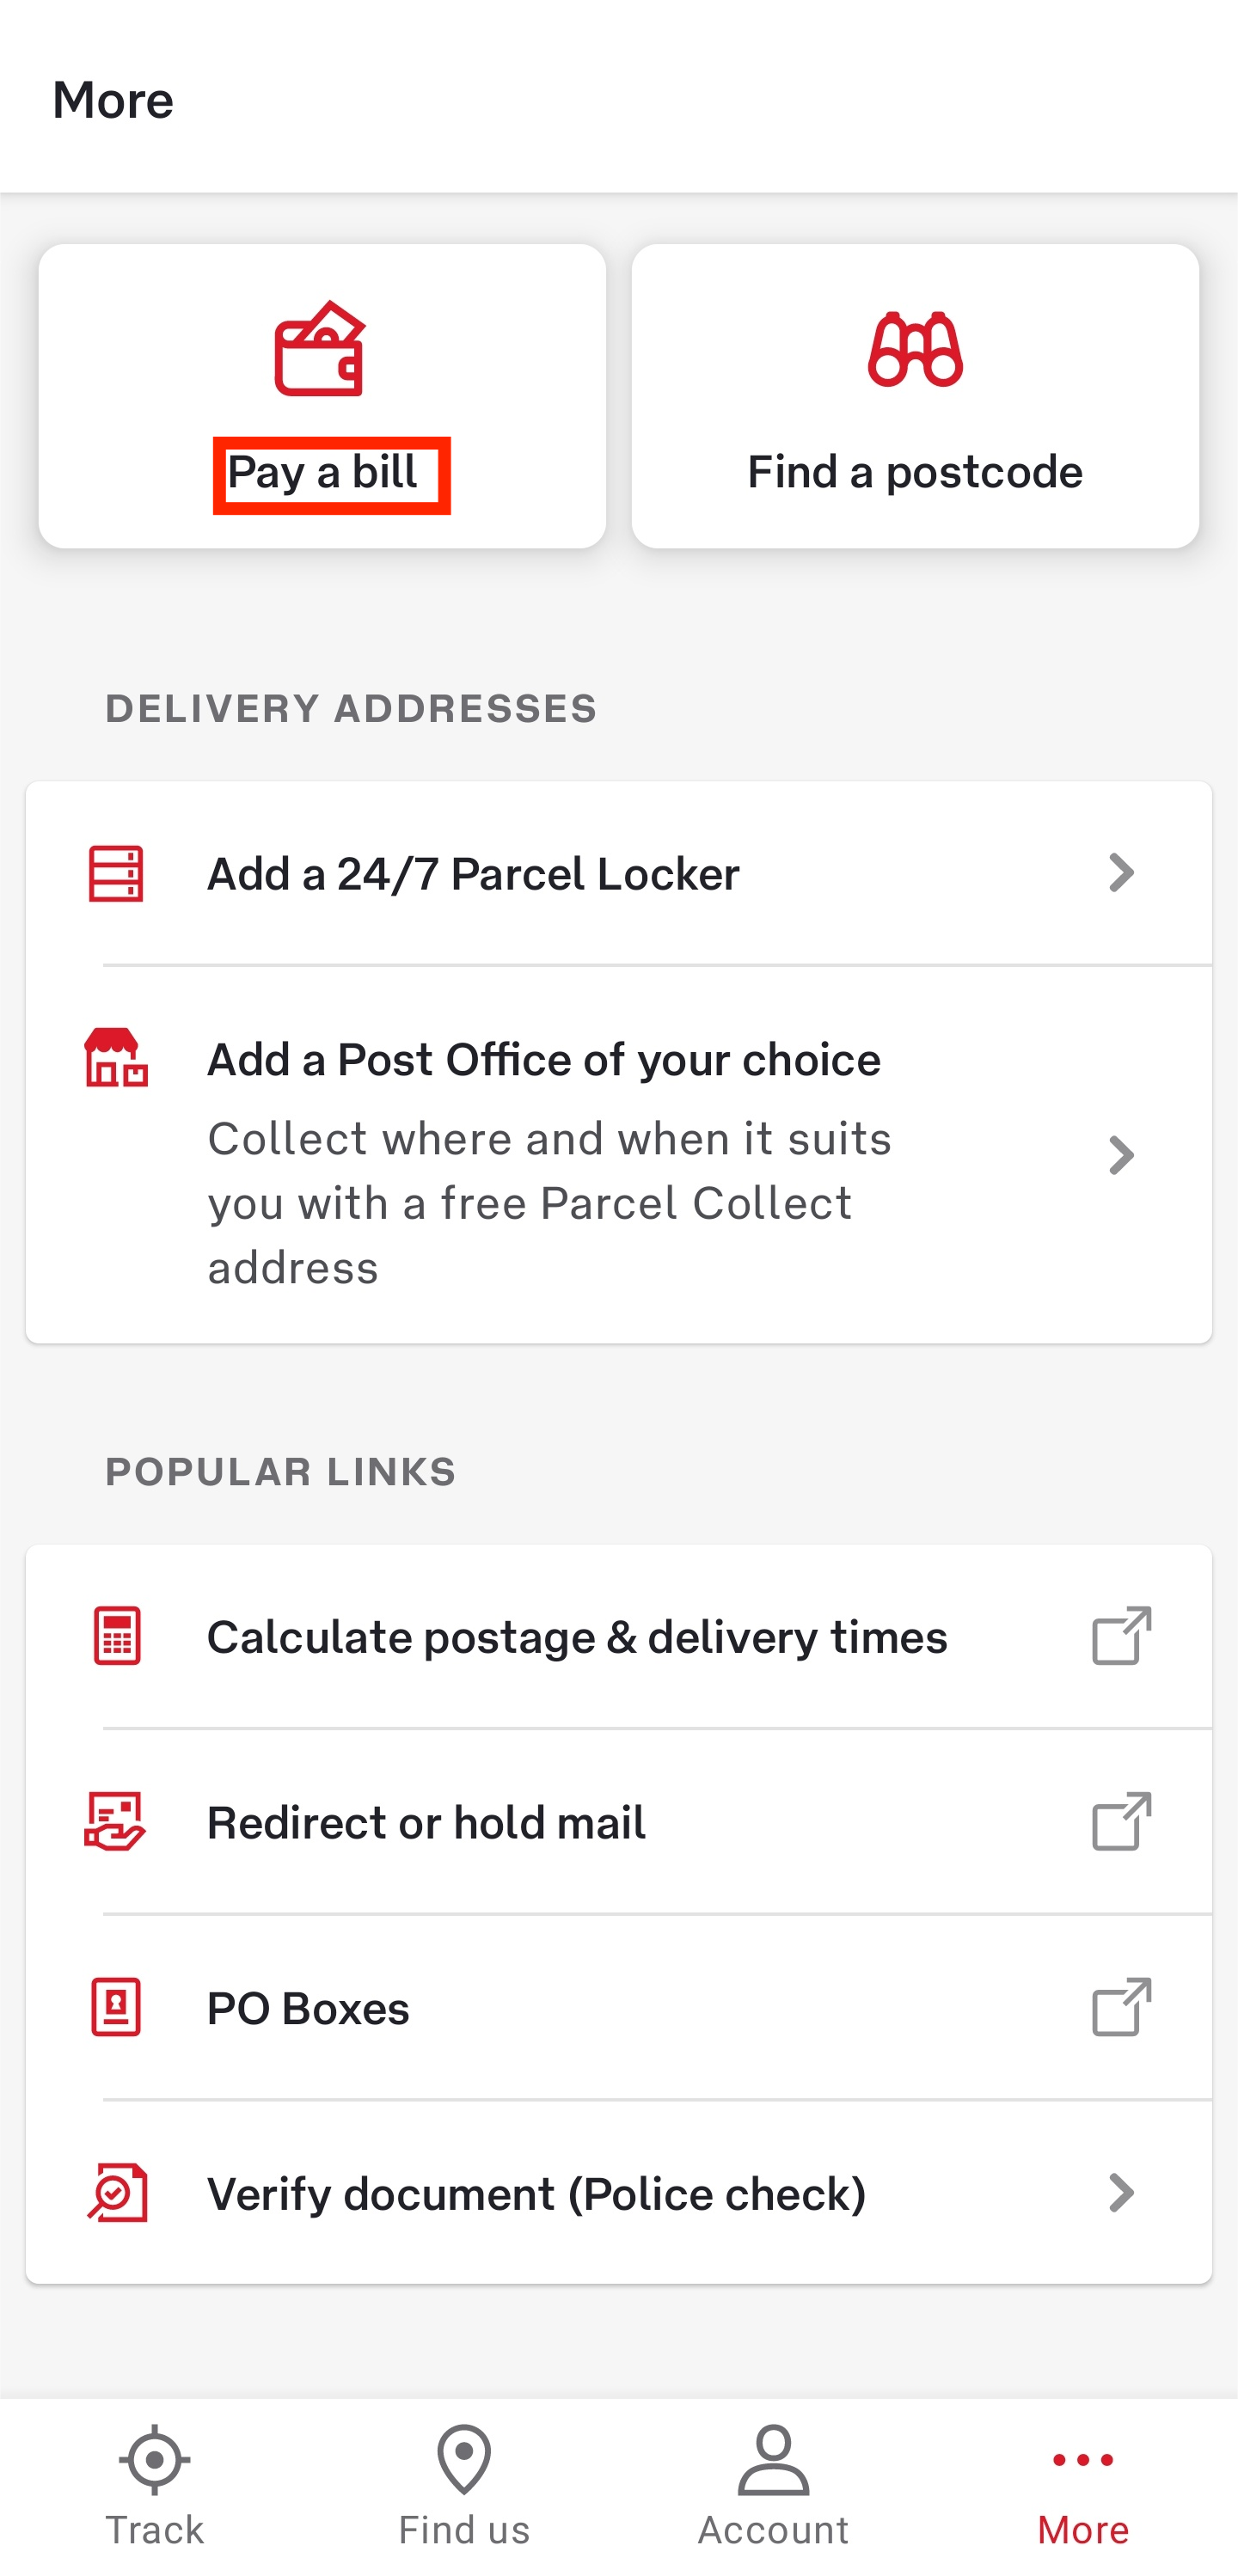 More
Pay a bill
Find a postcode
DELIVERY ADDRESSES
Add a 24/7 Parcel Locker
Add a Post Office of your choice
Collect where and when it suits
you with a free Parcel Collect
address
POPULAR LINKS
Calculate postage & delivery times
Redirect or hold mail
PO Boxes
Verify document (Police check)
Track
Find us
Account
More